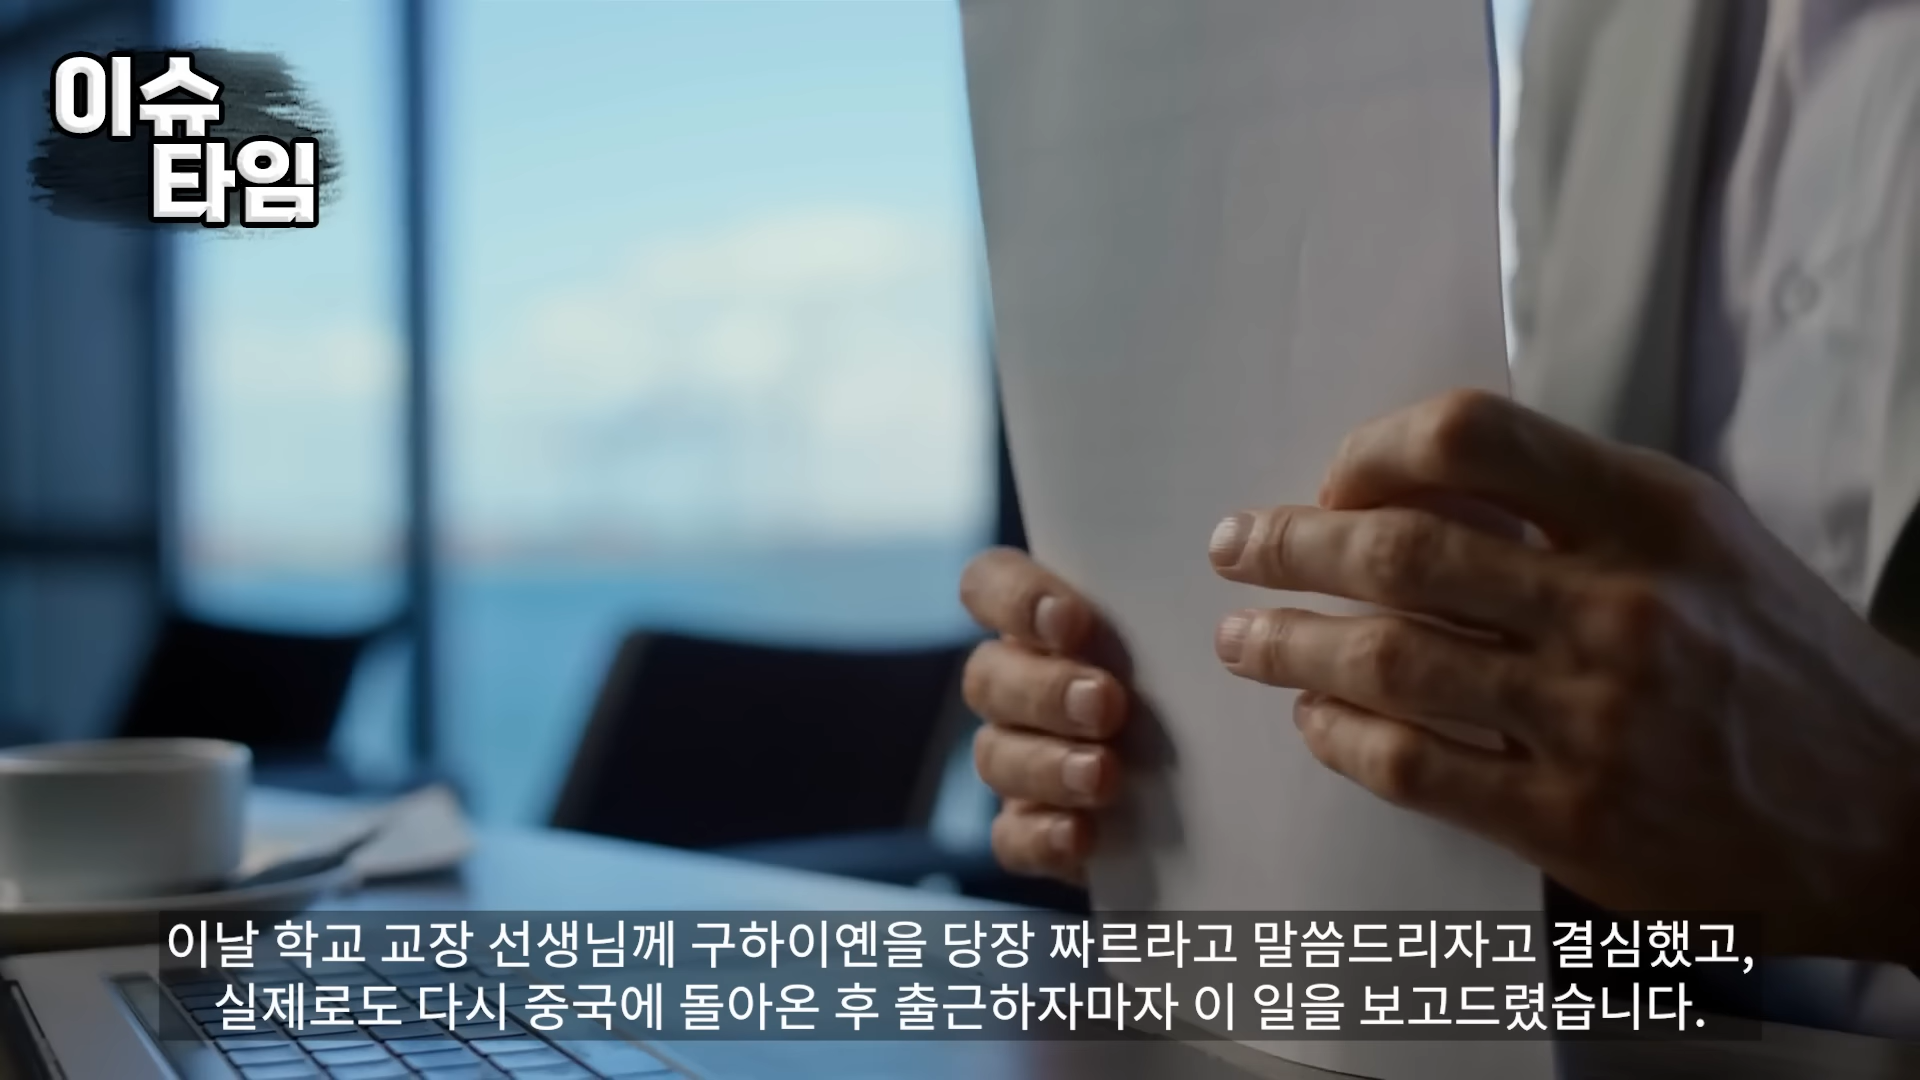 이슈
타임
이날 학교 교장 선생님께 구하이옌을 당장 짜르라고 말씀드리자고 결심했고,
실제로도 다시 중국에 돌아온 후 출근하자마자 이 일을 보고드렸습니다.